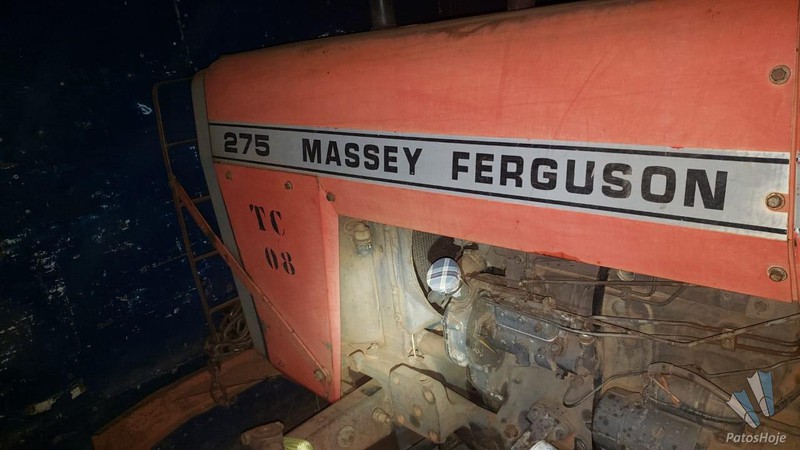 275 MASSEY FERGUSON
TC
08
PatosHoje